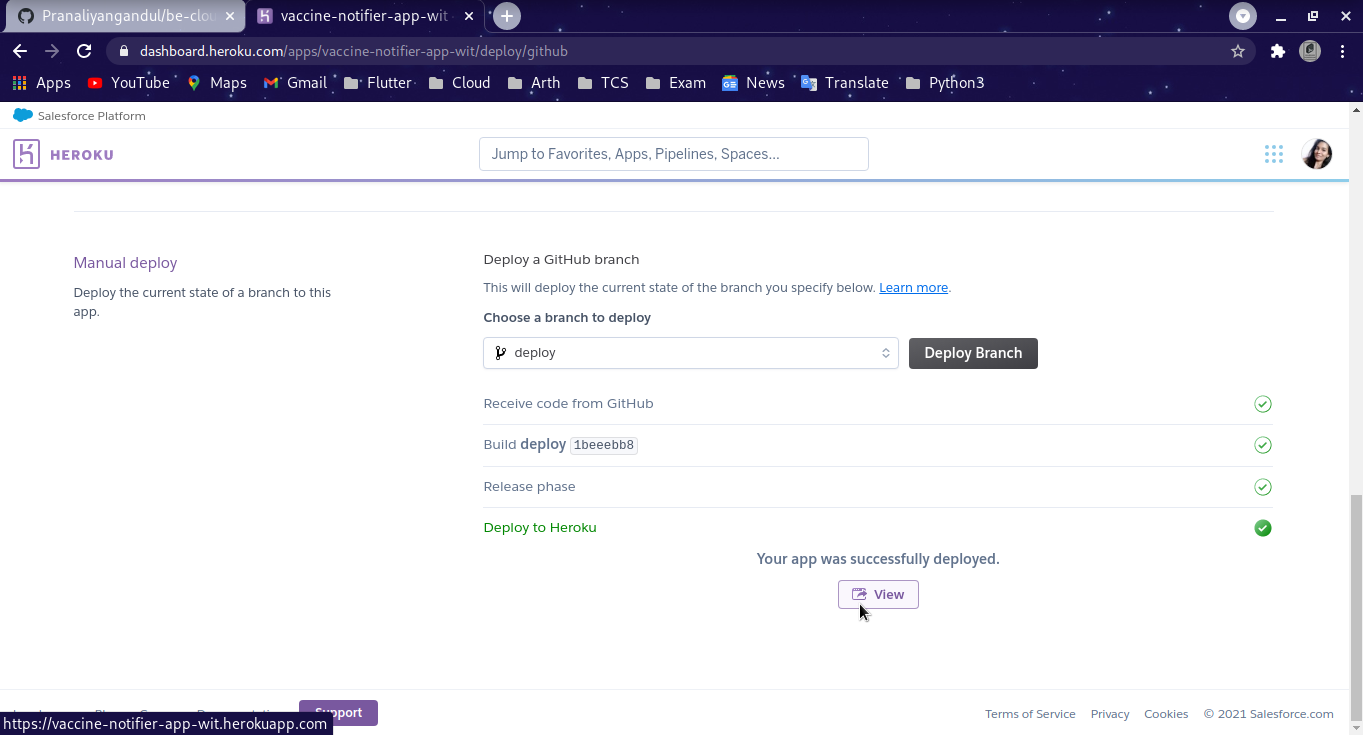 Pranaliyangandul/be-clou
vaccine-notifier-app-wit
dashboard.heroku.com/apps/vaccine-notifier-app-wit/deploy/github
Apps YouTube Maps Gmail Flutter Cloud Arth TCS Exam News Translate Python3
Salesforce Platform
HEROKU
Jump to Favorites, Apps, Pipelines, Spaces...
Manual deploy
Deploy the current state of a branch to this
app.
Deploy a GitHub branch
This will deploy the current state of the branch you specify below. Learn more.
Choose a branch to deploy
deploy
Deploy Branch
Receive code from GitHub
Build deploy 1beeebb8
Release phase
Deploy to Heroku
Your app was successfully deployed.
View
Support
Terms of Service Privacy Cookies © 2021 Salesforce.com
https://vaccine-notifier-app-wit.herokuapp.com